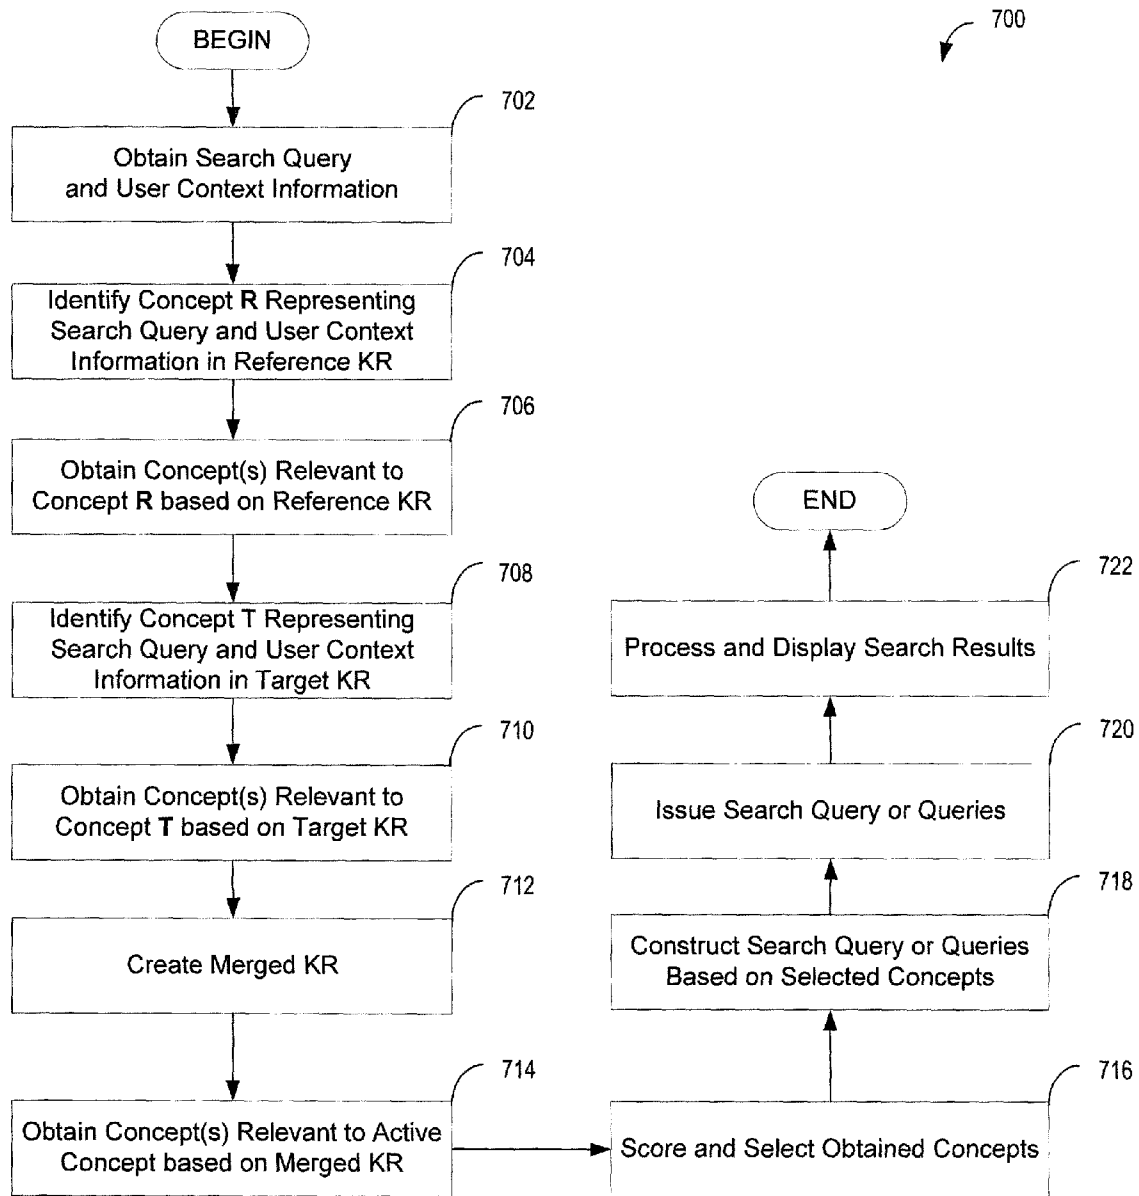 700
BEGIN
702
Obtain Search Query
and User Context Information
704
Identify Concept R Representing
Search Query and User Context
Information in Reference KR
706
Obtain Concept(s) Relevant to
Concept R based on Reference KR
708
Identify Concept T Representing
Search Query and User Context
Information in Target KR
710
Obtain Concept(s) Relevant to
Concept T based on Target KR
712
Create Merged KR
714
Obtain Concept(s) Relevant to Active
Concept based on Merged KR
716
Score and Select Obtained Concepts
718
Construct Search Query or Queries
Based on Selected Concepts
720
Issue Search Query or Queries
722
Process and Display Search Results
END